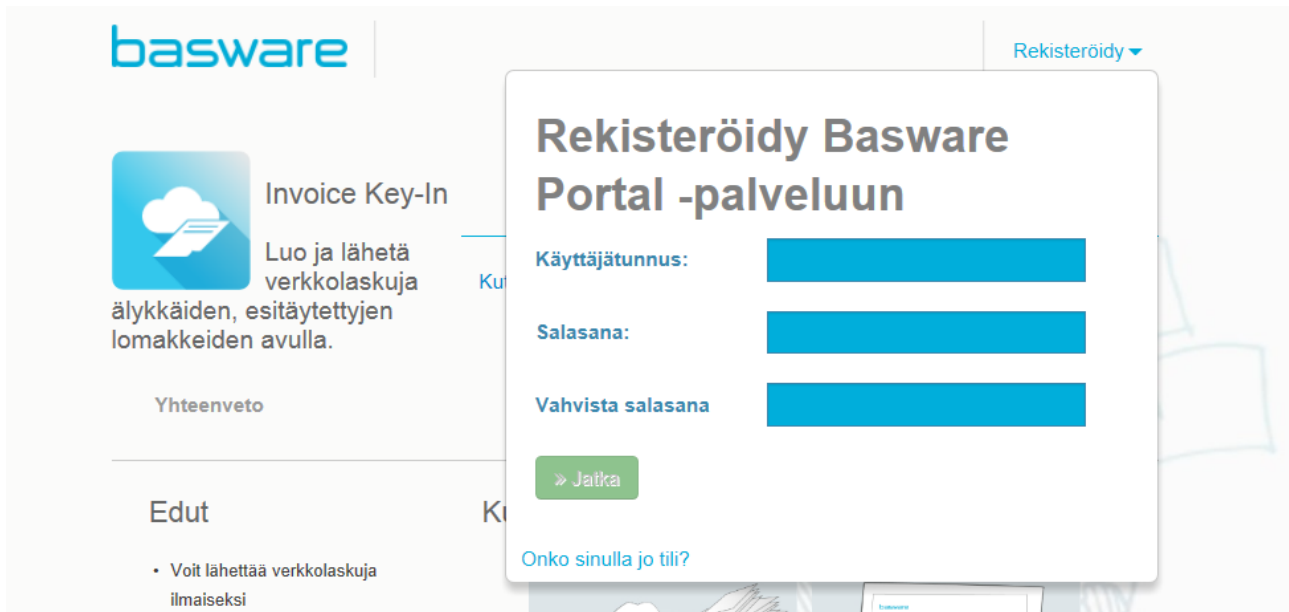 basware
Rekisteröidy
Invoice Key-In
Luo ja lähetä
verkkolaskuja
älykkäiden, esitäytettyjen
lomakkeiden avulla.
Yhteenveto
Edut
• Voit lähettää verkkolaskuja
ilmaiseksi
Rekisteröidy Basware
Portal -palveluun
Käyttäjätunnus:
Salasana:
Vahvista salasana
» Jatka
Onko sinulla jo tili?